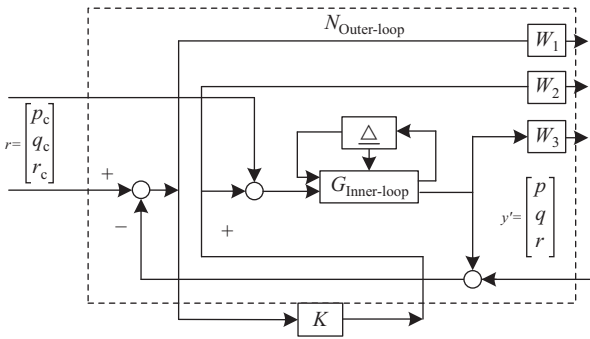 N_Outer-loop
W_1
W_2
W_3
r= [p_c q_c r_c]
Δ
G_Inner-loop
+
−
+
y'= [p q r]
K